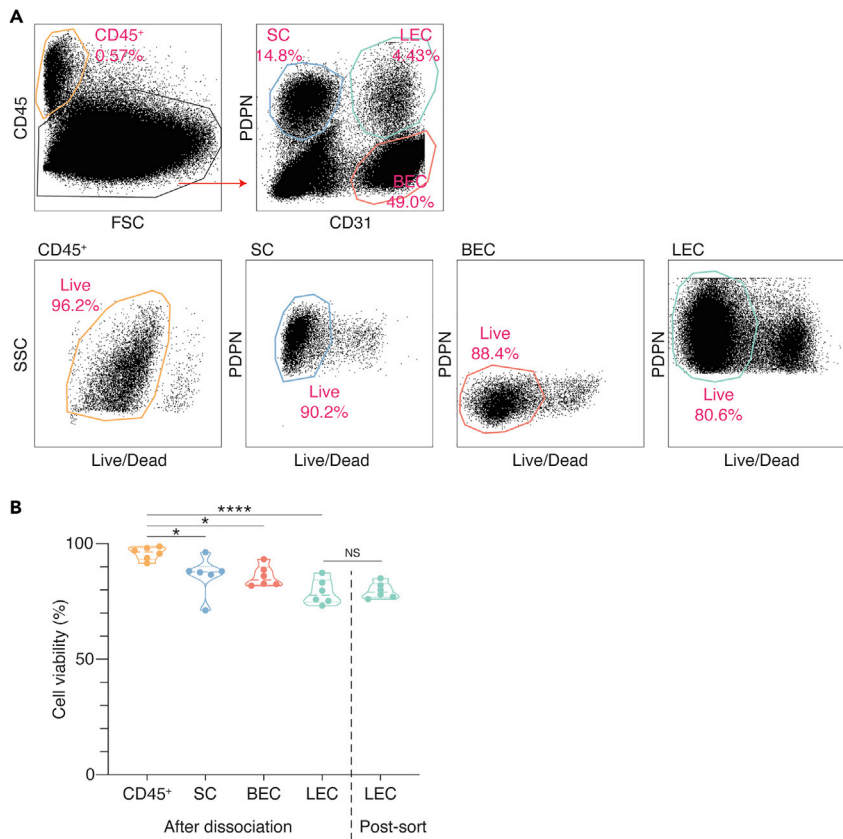 A
CD45⁺
0.57%
CD45
FSC
SC
14.8%
LEC
4.43%
PDPN
BEC
49.0%
CD31
CD45⁺
Live
96.2%
SSC
Live/Dead
SC
PDPN
Live
90.2%
Live/Dead
BEC
Live
88.4%
PDPN
Live/Dead
LEC
PDPN
Live
80.6%
Live/Dead
B
****
*
*
NS
100
50
0
Cell viability (%)
CD45⁺ SC BEC LEC LEC
After dissociation Post-sort